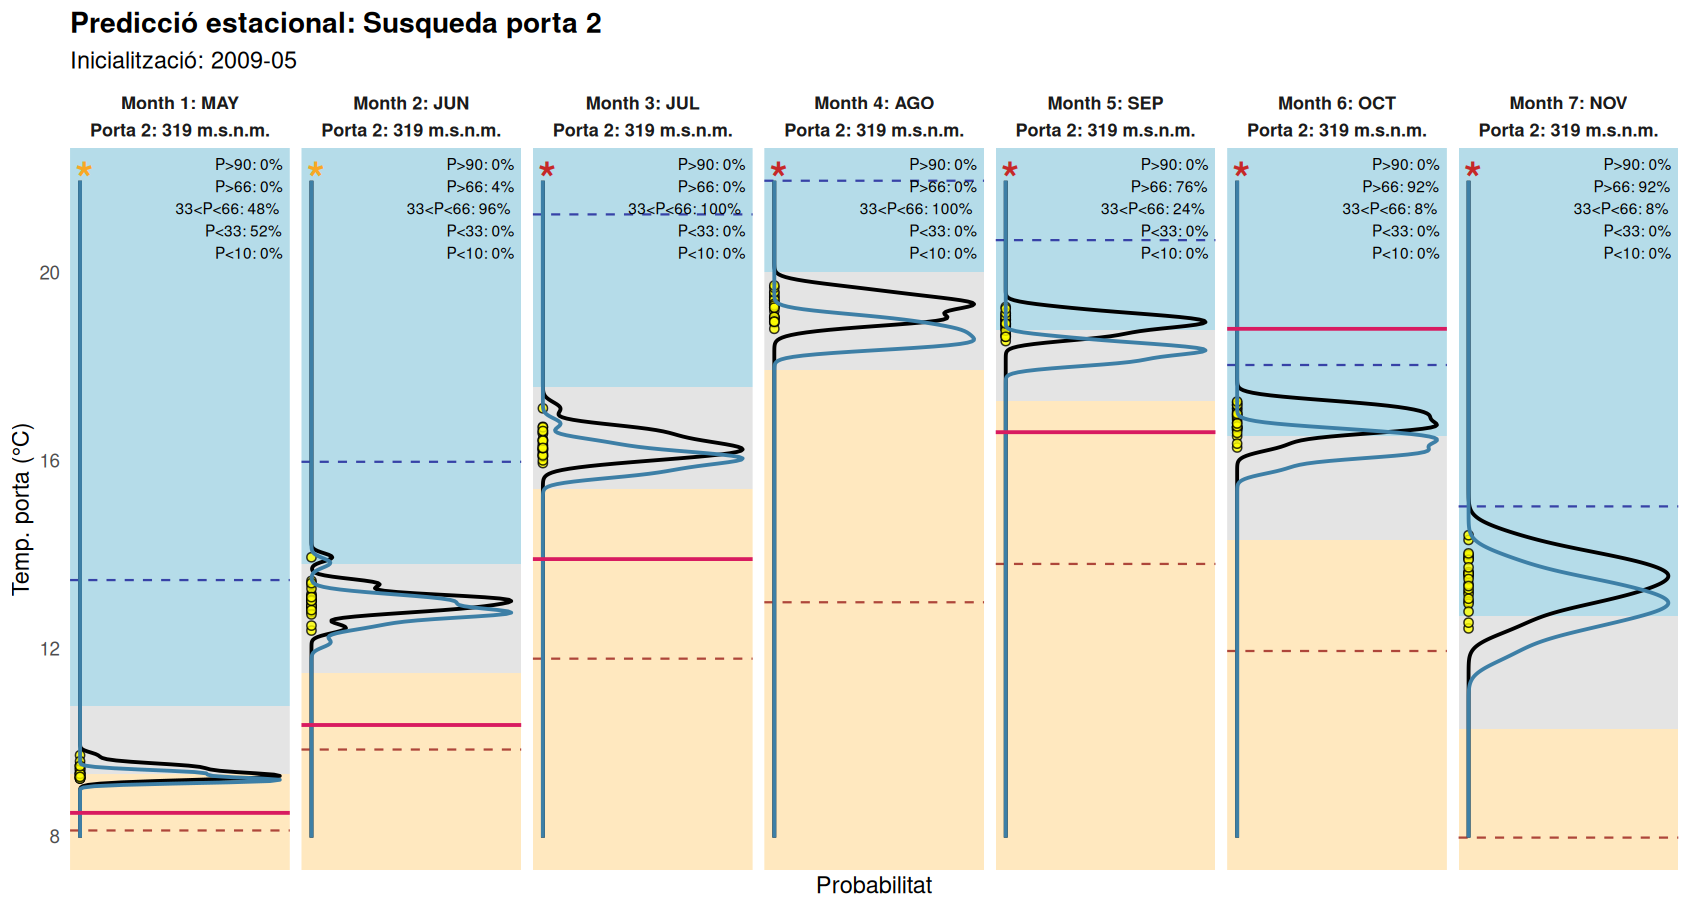 Predicció estacional: Susqueda porta 2
Inicialització: 2009-05
Month 1: MAY
Porta 2: 319 m.s.n.m.
Month 2: JUN
Porta 2: 319 m.s.n.m.
Month 3: JUL
Porta 2: 319 m.s.n.m.
Month 4: AGO
Porta 2: 319 m.s.n.m.
Month 5: SEP
Porta 2: 319 m.s.n.m.
Month 6: OCT
Porta 2: 319 m.s.n.m.
Month 7: NOV
Porta 2: 319 m.s.n.m.
*
P>90: 0%
P>66: 0%
33<P<66: 48%
P<33: 52%
P<10: 0%
*
P>90: 0%
P>66: 4%
33<P<66: 96%
P<33: 0%
P<10: 0%
*
P>90: 0%
P>66: 0%
33<P<66: 100%
P<33: 0%
P<10: 0%
*
P>90: 0%
P>66: 0%
33<P<66: 100%
P<33: 0%
P<10: 0%
*
P>90: 0%
P>66: 76%
33<P<66: 24%
P<33: 0%
P<10: 0%
*
P>90: 0%
P>66: 92%
33<P<66: 8%
P<33: 0%
P<10: 0%
*
P>90: 0%
P>66: 92%
33<P<66: 8%
P<33: 0%
P<10: 0%
20
16
12
8
Temp. porta (°C)
Probabilitat